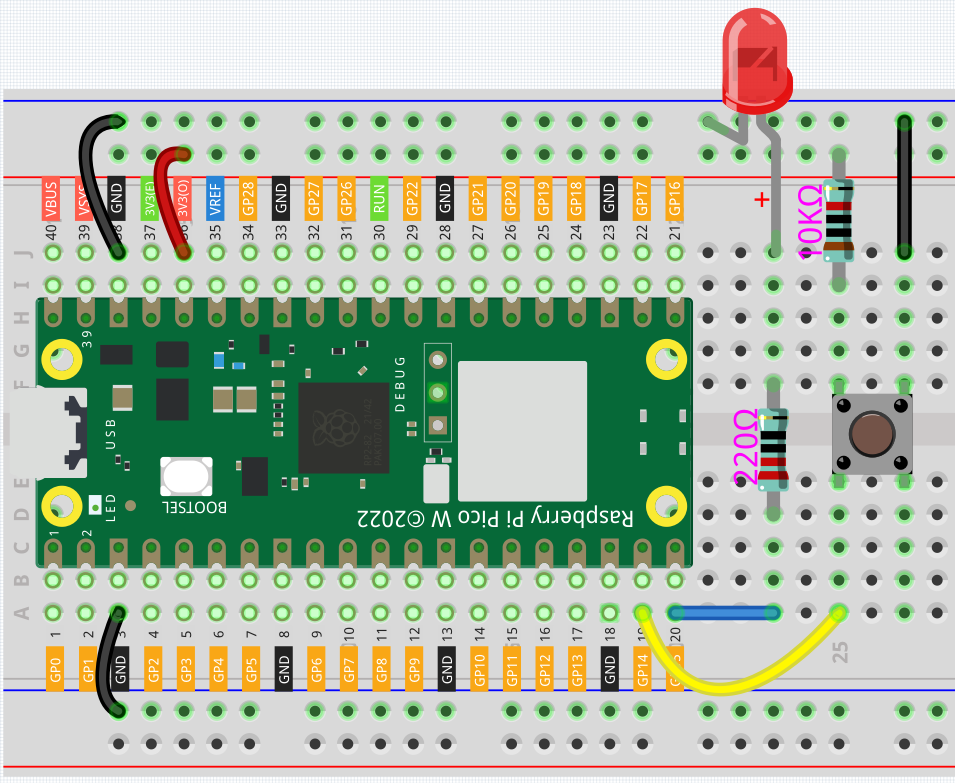 VBUS
VSYS
GND
3V3(E)
3V3(O)
VREF
GP28
GND
GP27
GP26
RUN
GP22
GND
GP21
GP20
GP19
GP18
GND
GP17
GP16
40
39
38
37
36
35
34
33
32
31
30
29
28
27
26
25
24
23
22
21
+
10KΩ
J
I
H
G
F
39
DEBUG
USB
220Ω
E
D
C
B
A
LED
BOOTSEL
Raspberry Pi Pico W ©2022
1
2
1
2
3
4
5
6
7
8
9
10
11
12
13
14
15
16
17
18
19
20
25
GP0
GP1
GND
GP2
GP3
GP4
GP5
GND
GP6
GP7
GP8
GP9
GND
GP10
GP11
GP12
GP13
GND
GP14